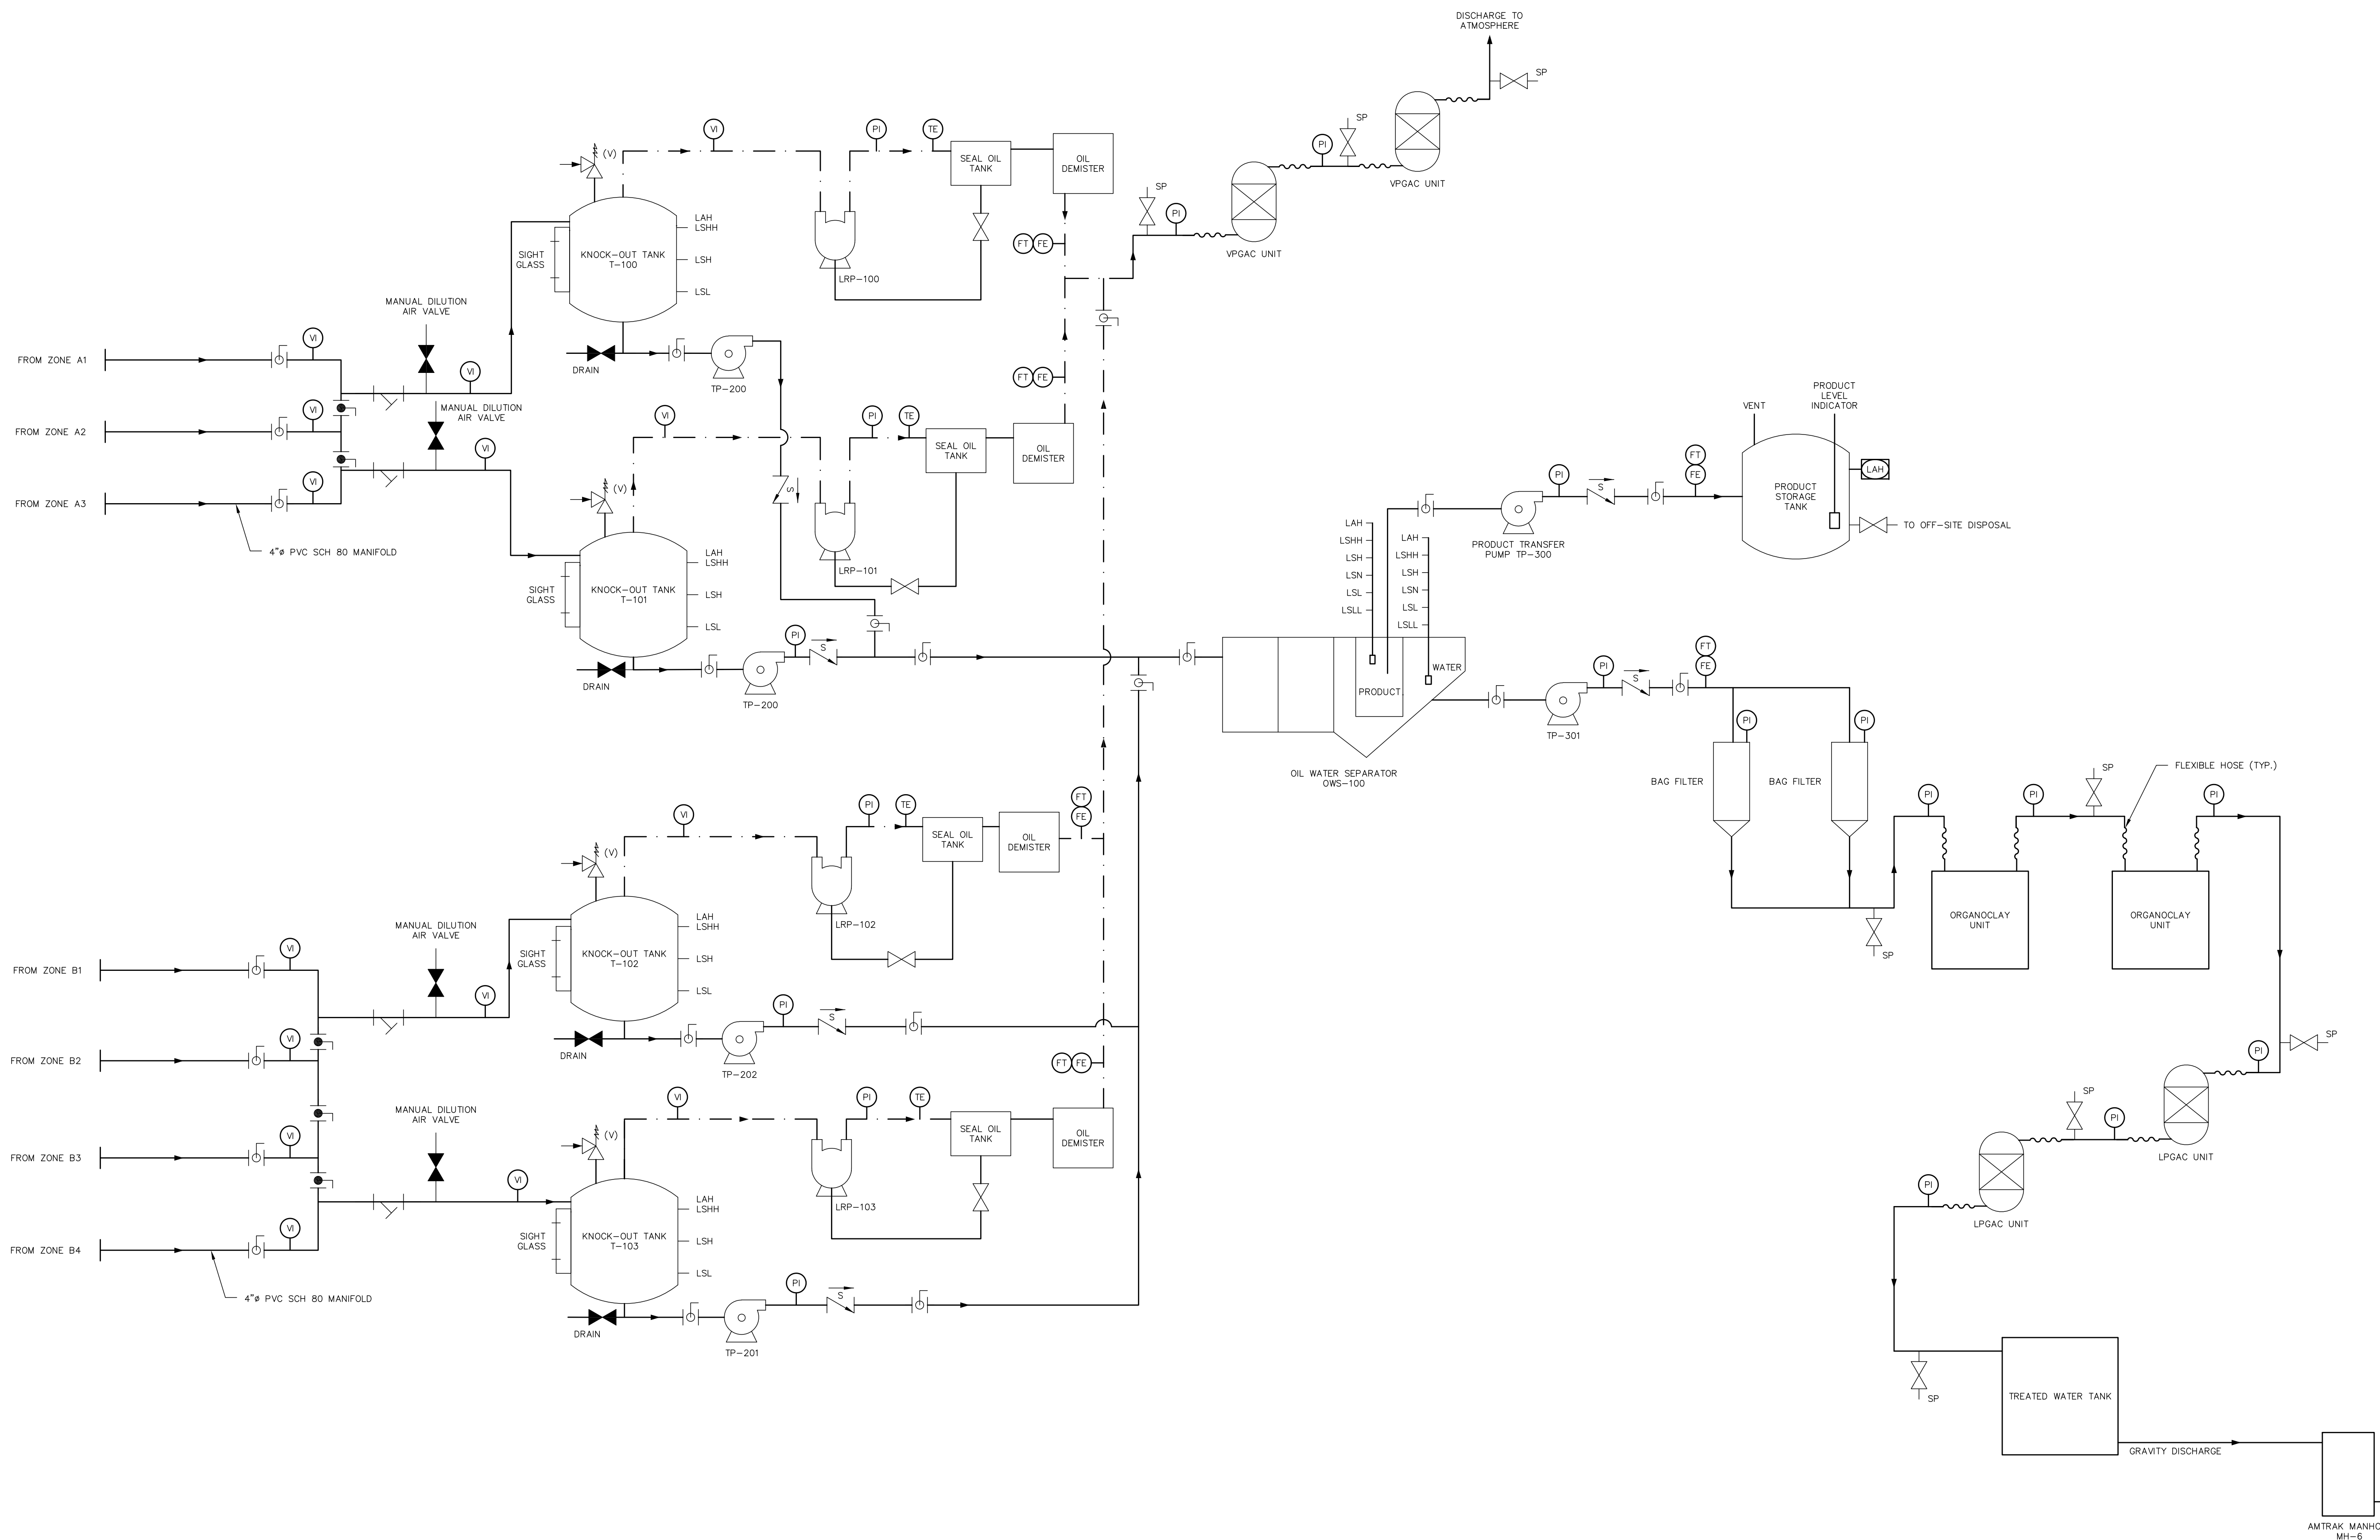 DISCHARGE TO
ATMOSPHERE
SP
SP
PI
VPGAC UNIT
SP
PI
VPGAC UNIT
VI
PI
TE
(V)
SEAL OIL
TANK
OIL
DEMISTER
LAH
LSHH
LSH
LSL
SIGHT
GLASS
KNOCK-OUT TANK
T-100
LRP-100
FT
FE
MANUAL DILUTION
AIR VALVE
FROM ZONE A1
VI
VI
DRAIN
TP-200
FT
FE
MANUAL DILUTION
AIR VALVE
FROM ZONE A2
VI
VI
VI
PI
TE
SEAL OIL
TANK
OIL
DEMISTER
FROM ZONE A3
VI
(V)
S
4"ø PVC SCH 80 MANIFOLD
LAH
LSHH
LSH
LSL
SIGHT
GLASS
KNOCK-OUT TANK
T-101
LRP-101
DRAIN
TP-200
PI
S
PRODUCT
LEVEL
INDICATOR
VENT
FT
FE
PI
S
LAH
PRODUCT
STORAGE
TANK
TO OFF-SITE DISPOSAL
PRODUCT TRANSFER
PUMP TP-300
LAH
LSHH
LSH
LSN
LSL
LSLL
LAH
LSHH
LSH
LSN
LSL
LSLL
WATER
PRODUCT
OIL WATER SEPARATOR
OWS-100
FT
FE
PI
S
TP-301
PI
PI
BAG FILTER
BAG FILTER
SP
FLEXIBLE HOSE (TYP.)
PI
PI
PI
ORGANOCLAY
UNIT
ORGANOCLAY
UNIT
SP
VI
PI
TE
FT
FE
SEAL OIL
TANK
OIL
DEMISTER
(V)
LAH
LSHH
LSH
LSL
SIGHT
GLASS
KNOCK-OUT TANK
T-102
LRP-102
MANUAL DILUTION
AIR VALVE
FROM ZONE B1
VI
VI
PI
S
DRAIN
TP-202
FROM ZONE B2
VI
FT
FE
MANUAL DILUTION
AIR VALVE
VI
PI
TE
SEAL OIL
TANK
OIL
DEMISTER
FROM ZONE B3
VI
(V)
VI
LAH
LSHH
LSH
LSL
SIGHT
GLASS
KNOCK-OUT TANK
T-103
LRP-103
FROM ZONE B4
VI
4"ø PVC SCH 80 MANIFOLD
PI
S
DRAIN
TP-201
SP
PI
SP
PI
LPGAC UNIT
PI
LPGAC UNIT
SP
TREATED WATER TANK
GRAVITY DISCHARGE
AMTRAK
MH-6